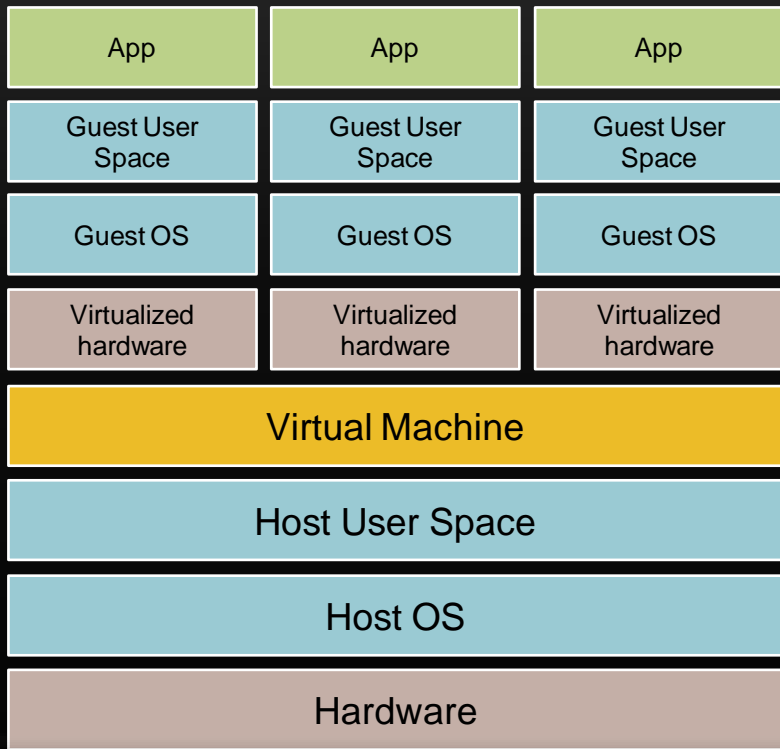 App
App
App
Guest User
Space
Guest User
Space
Guest User
Space
Guest OS
Guest OS
Guest OS
Virtualized
hardware
Virtualized
hardware
Virtualized
hardware
Virtual Machine
Host User Space
Host OS
Hardware